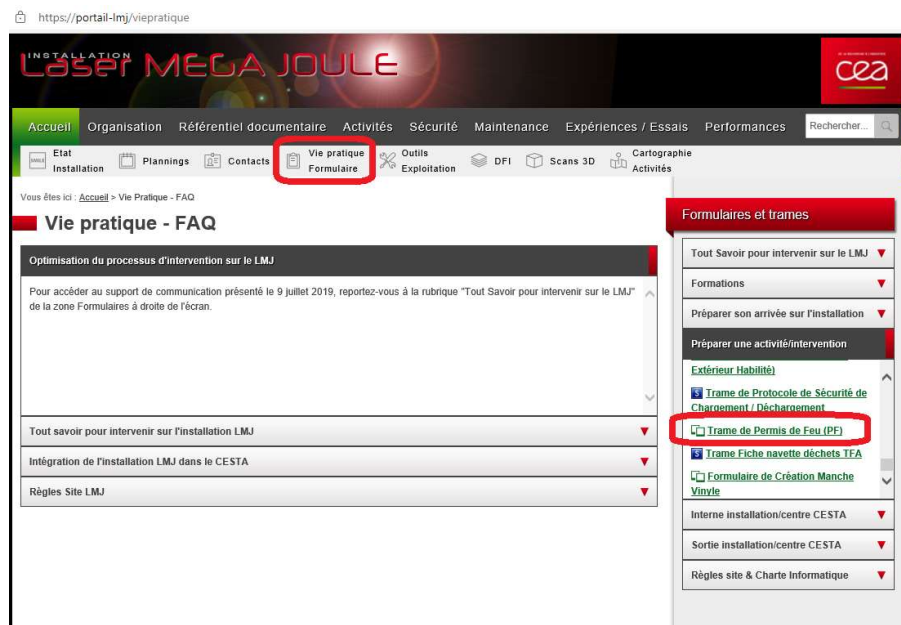 https://portail-lmj/viepratique
INSTALLATION
Laser MEGA JOULE
cea
Accueil Organisation Référentiel documentaire Activités Sécurité Maintenance Expériences / Essais Performances Rechercher...
Etat Installation Plannings Contacts Vie pratique Formulaire Outils Exploitation DFI Scans 3D Cartographie Activités
Vous êtes ici : Accueil > Vie Pratique - FAQ
Vie pratique - FAQ
Optimisation du processus d'intervention sur le LMJ
Pour accéder au support de communication présenté le 9 juillet 2019, reportez-vous à la rubrique "Tout Savoir pour intervenir sur le LMJ"
de la zone Formulaires à droite de l'écran.
Tout savoir pour intervenir sur l'installation LMJ
Intégration de l'installation LMJ dans le CESTA
Règles Site LMJ
Formulaires et trames
Tout Savoir pour intervenir sur le LMJ
Formations
Préparer son arrivée sur l'installation
Préparer une activité/intervention
Extérieur Habilité)
Trame de Protocole de Sécurité de
Chargement / Déchargement
Trame de Permis de Feu (PF)
Trame Fiche navette déchets TFA
Formulaire de Création Manche
Vinyle
Interne installation/centre CESTA
Sortie installation/centre CESTA
Règles site & Charte Informatique